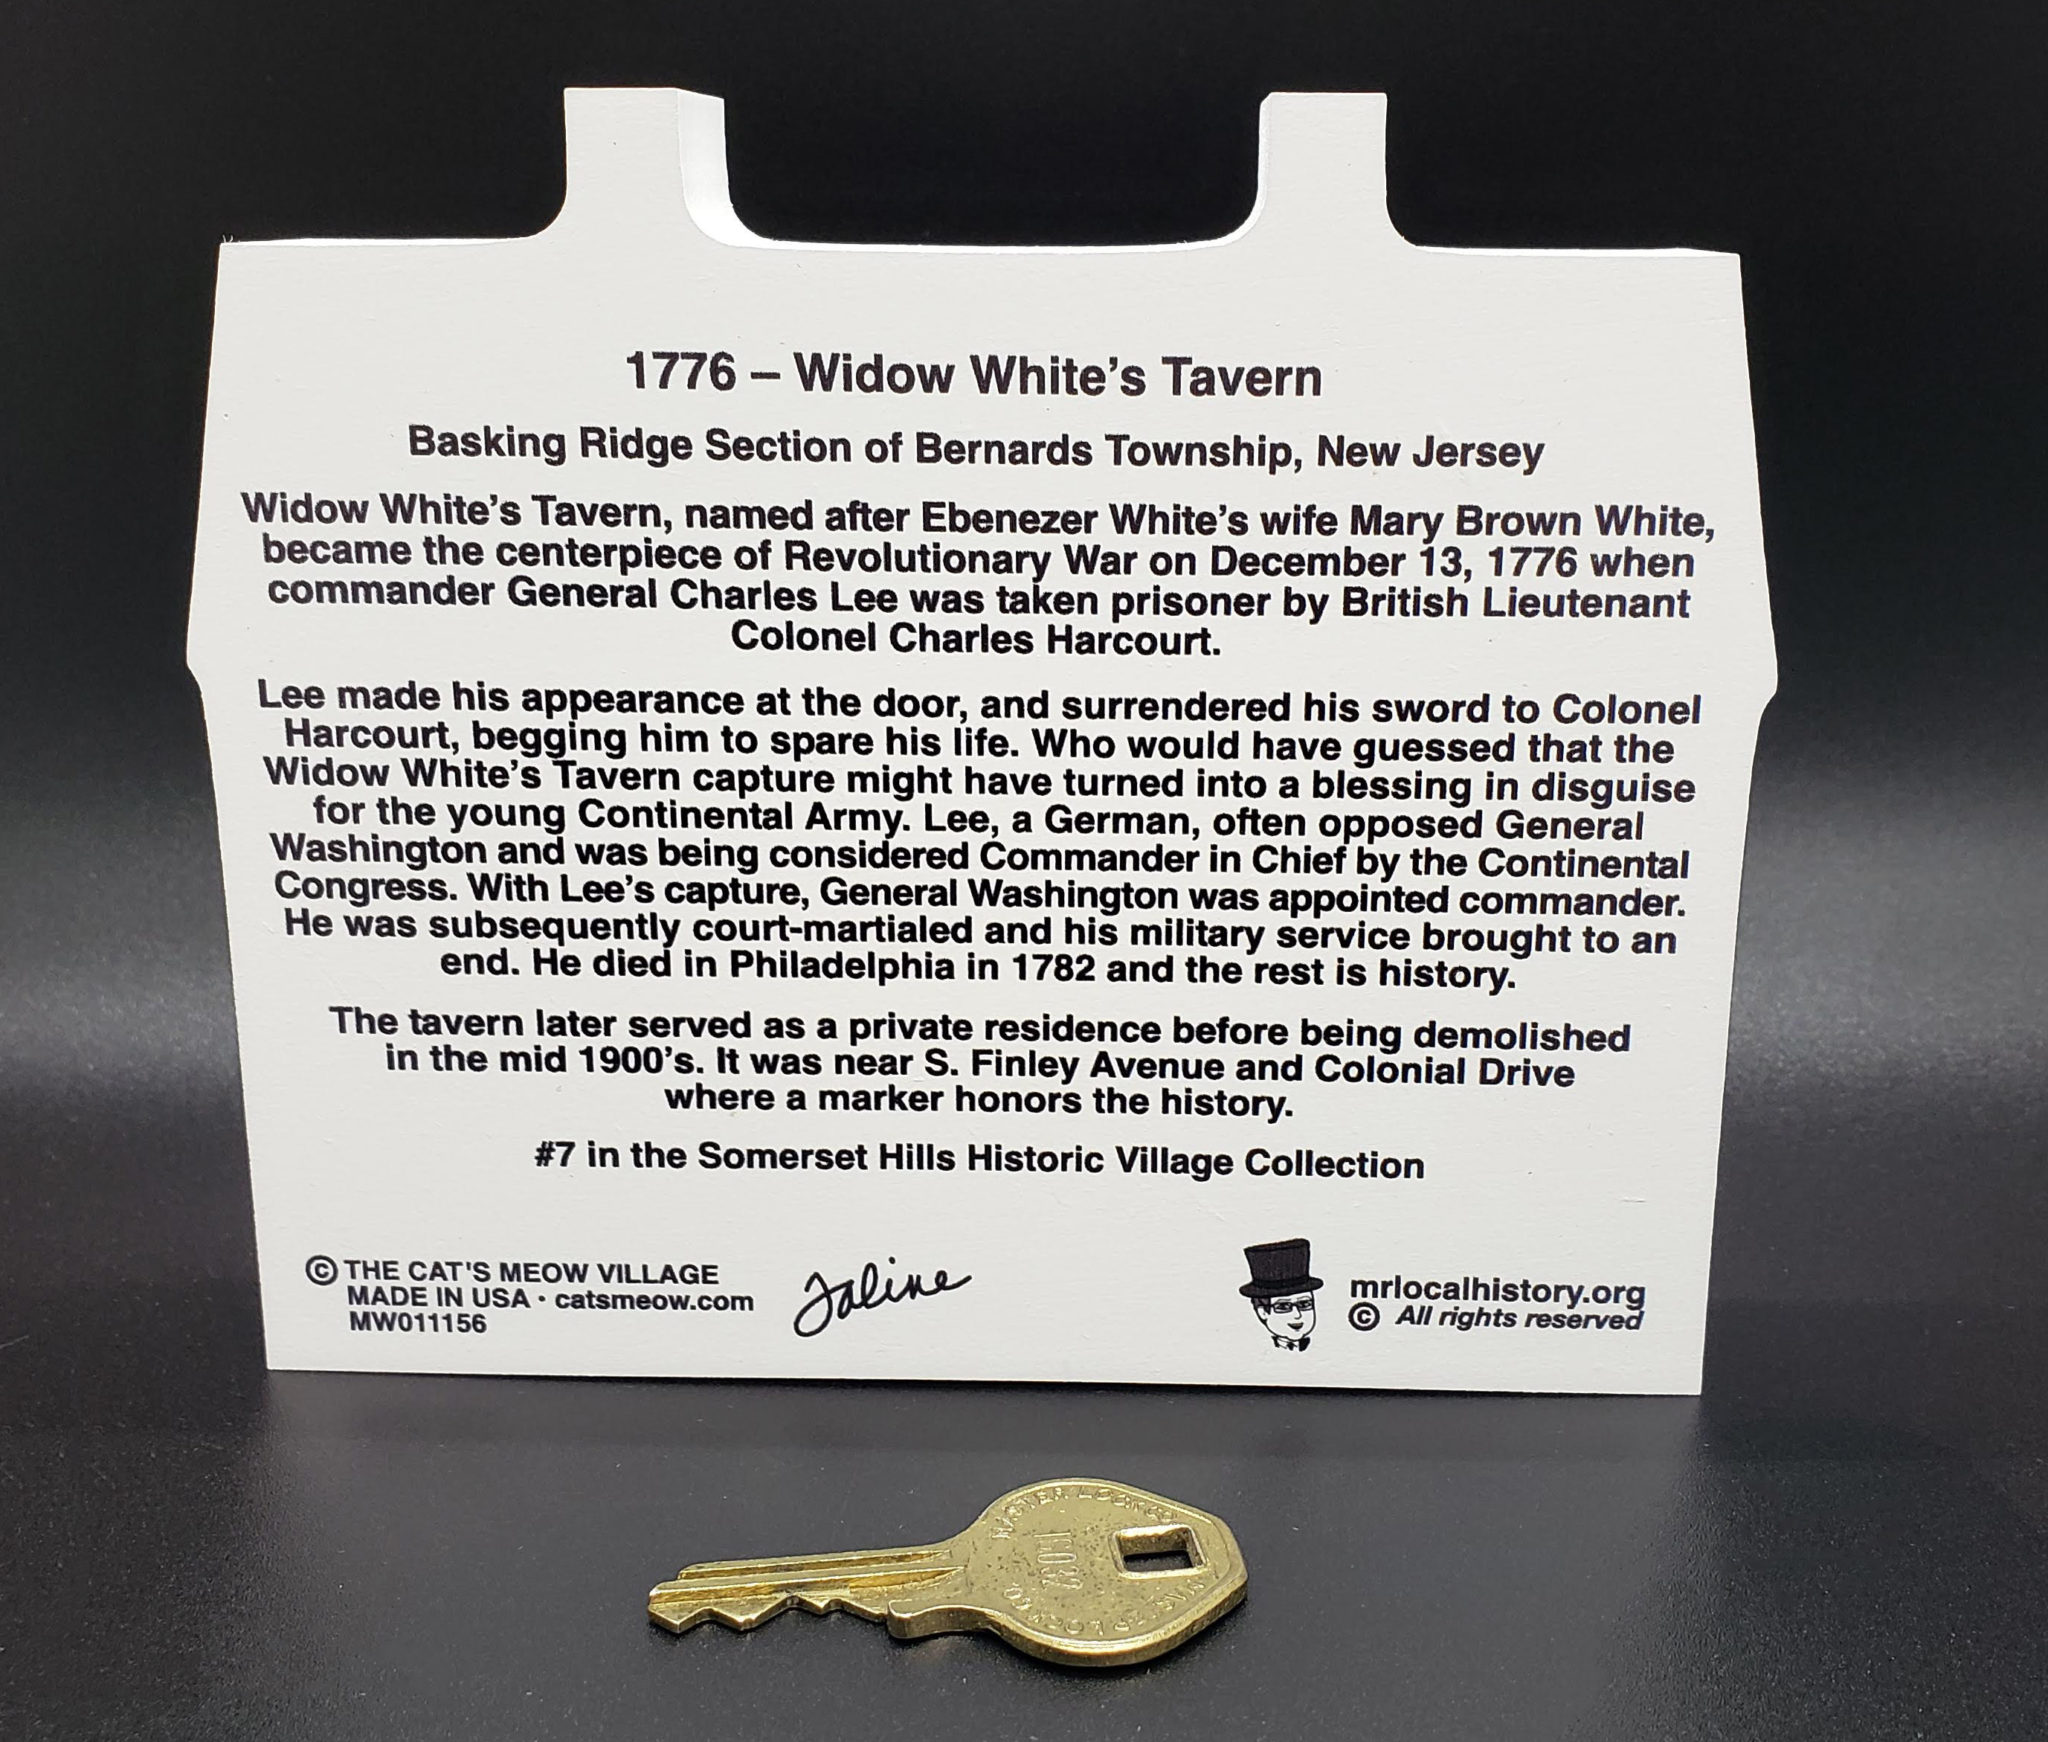 1776 – Widow White's Tavern
Basking Ridge Section of Bernards Township, New Jersey
Widow White's Tavern, named after Ebenezer White's wife Mary Brown White,
became the centerpiece of Revolutionary War on December 13, 1776 when
commander General Charles Lee was taken prisoner by British Lieutenant
Colonel Charles Harcourt.
Lee made his appearance at the door, and surrendered his sword to Colonel
Harcourt, begging him to spare his life. Who would have guessed that the
Widow White's Tavern capture might have turned into a blessing in disguise
for the young Continental Army. Lee, a German, often opposed General
Washington and was being considered Commander in Chief by the Continental
Congress. With Lee's capture, General Washington was appointed commander.
He was subsequently court-martialed and his military service brought to an
end. He died in Philadelphia in 1782 and the rest is history.
The tavern later served as a private residence before being demolished
in the mid 1900's. It was near S. Finley Avenue and Colonial Drive
where a marker honors the history.
#7 in the Somerset Hills Historic Village Collection
© THE CAT'S MEOW VILLAGE
MADE IN USA · catsmeow.com
MW011156
Jaline
mrlocalhistory.org
© All rights reserved
MASTER LOCK CO
MASTER LOCK CO